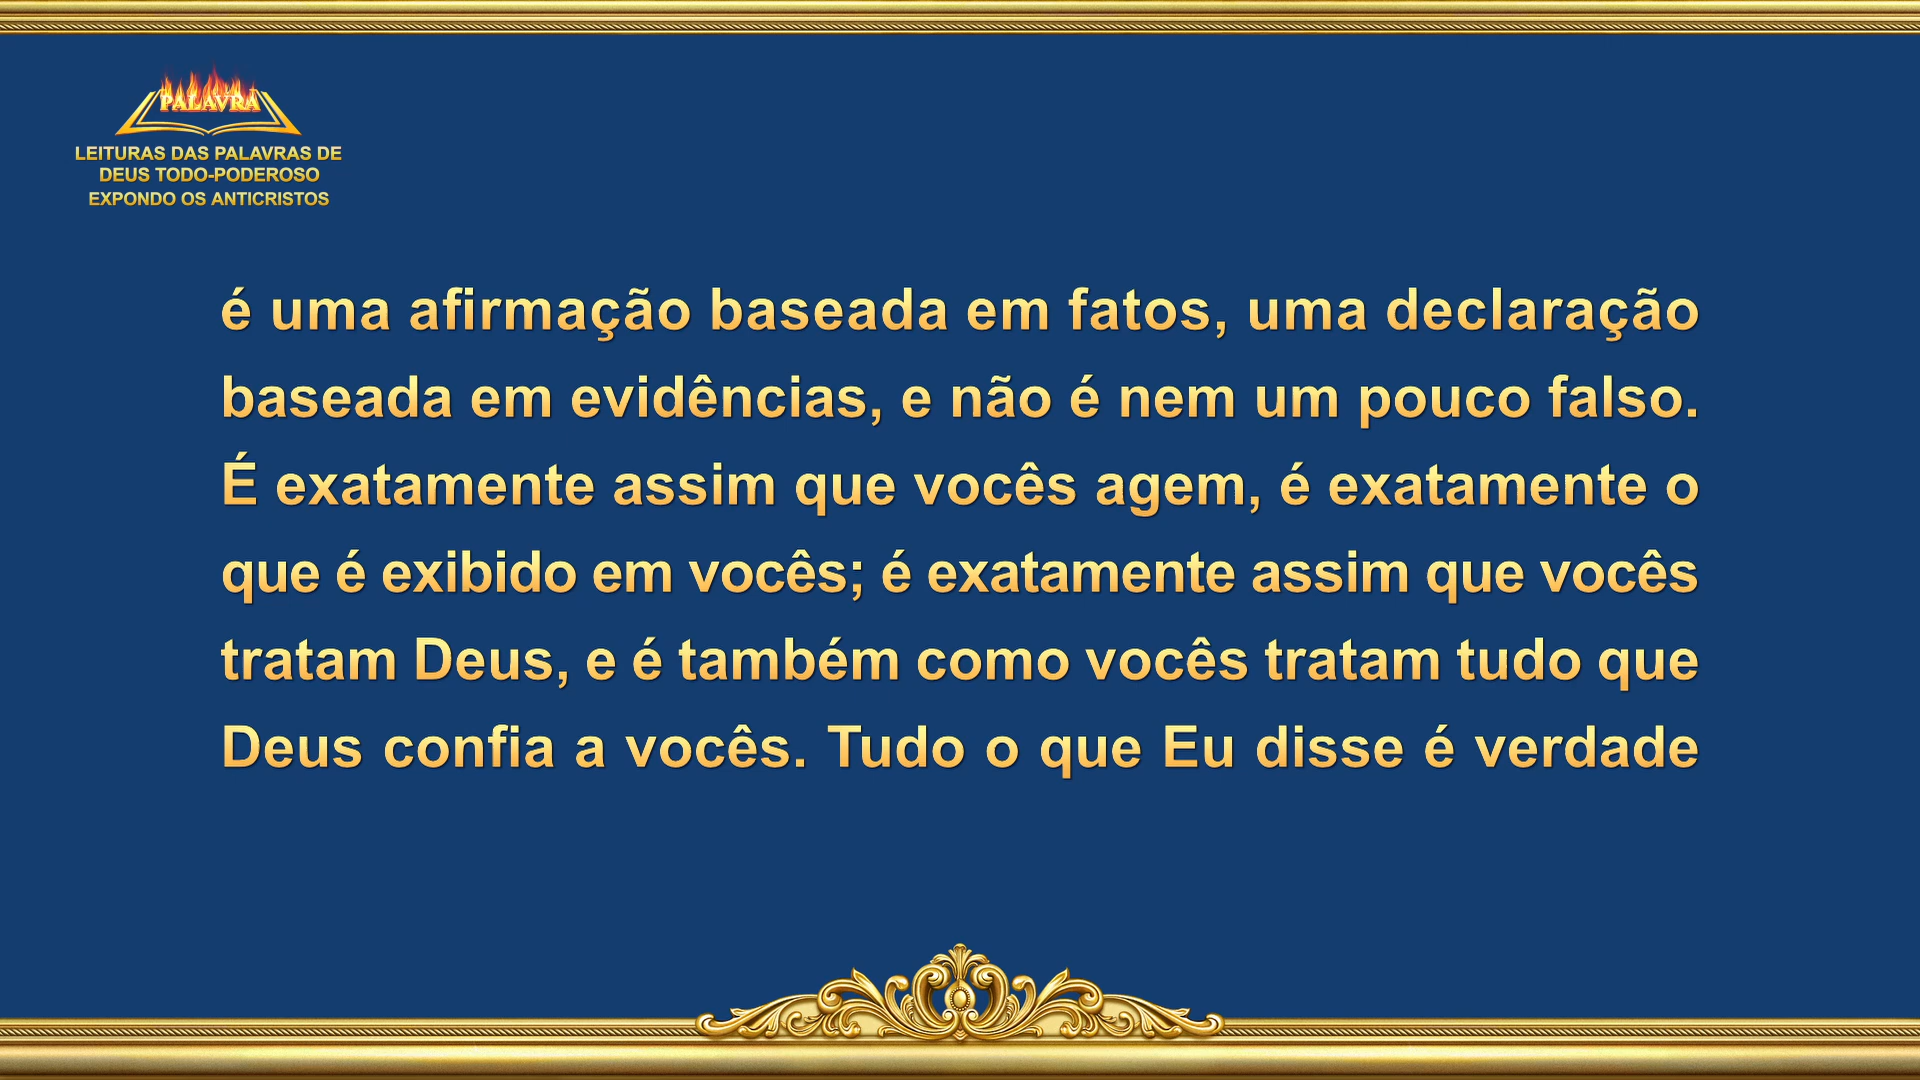 PALAVRA
LEITURAS DAS PALAVRAS DE
DEUS TODO-PODEROSO
EXPONDO OS ANTICRISTOS
é uma afirmação baseada em fatos, uma declaração
baseada em evidências, e não é nem um pouco falso.
É exatamente assim que vocês agem, é exatamente o
que é exibido em vocês; é exatamente assim que vocês
tratam Deus, e é também como vocês tratam tudo que
Deus confia a vocês. Tudo o que Eu disse é verdade